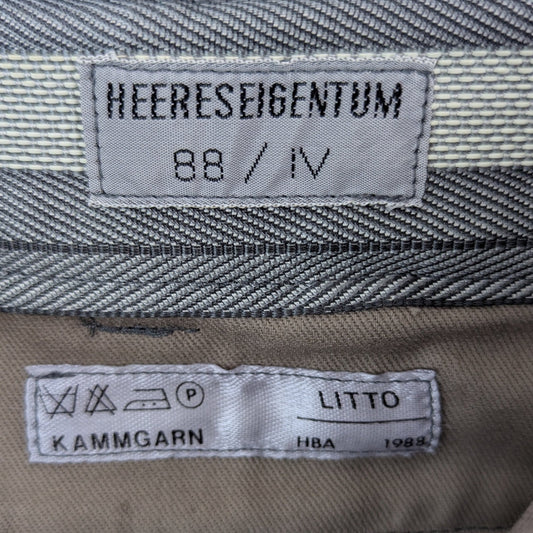 HEERESEIGENTUM
88 / IV
P
LITTO
KAMMGARN
HBA 1988